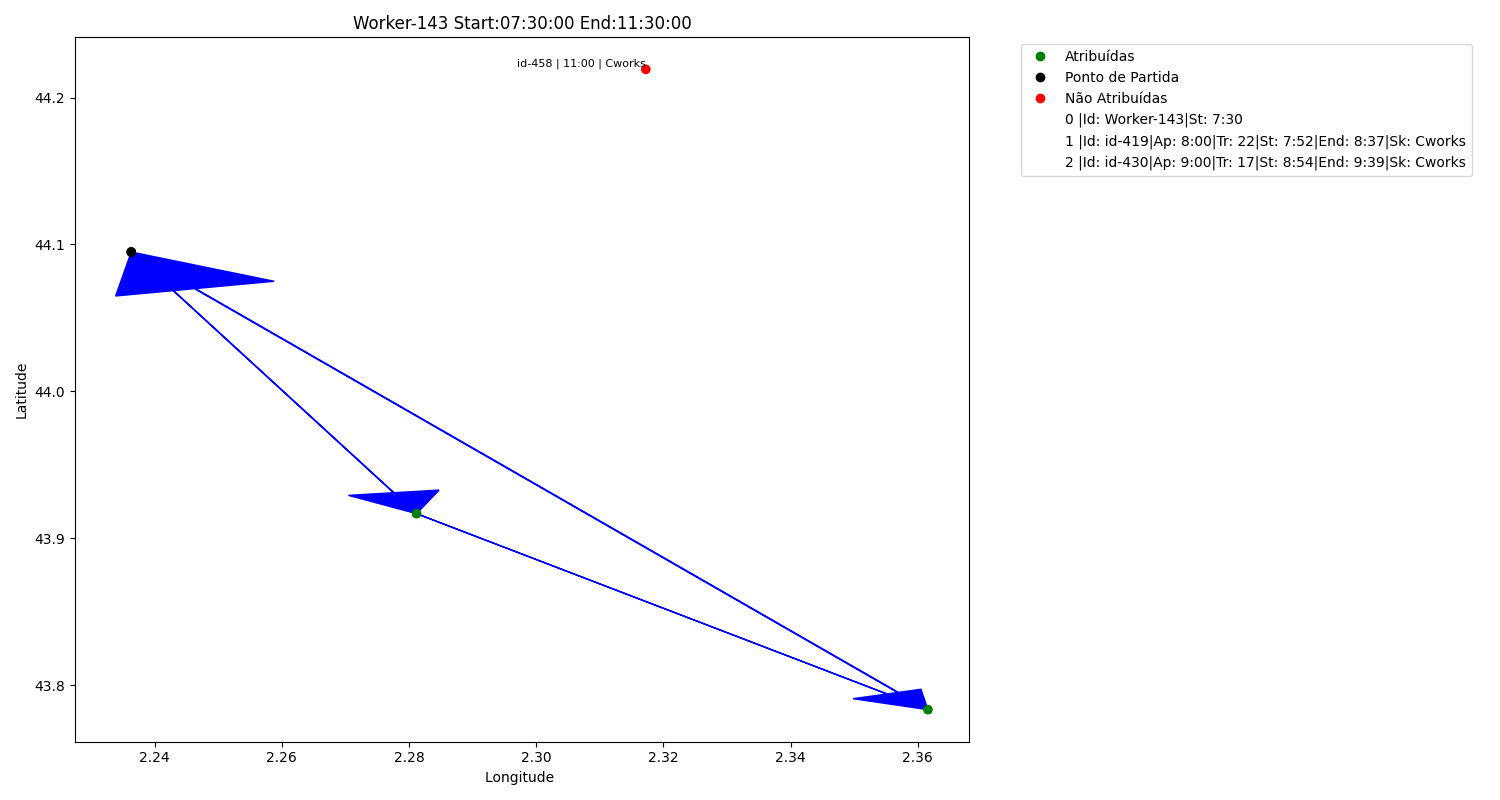 Worker-143 Start:07:30:00 End:11:30:00
id-458 | 11:00 | Cworks
Atribuídas
Ponto de Partida
Não Atribuídas
0 |Id: Worker-143|St: 7:30
1 |Id: id-419|Ap: 8:00|Tr: 22|St: 7:52|End: 8:37|Sk: Cworks
2 |Id: id-430|Ap: 9:00|Tr: 17|St: 8:54|End: 9:39|Sk: Cworks
44.2
44.1
44.0
43.9
43.8
Latitude
2.24
2.26
2.28
2.30
2.32
2.34
2.36
Longitude